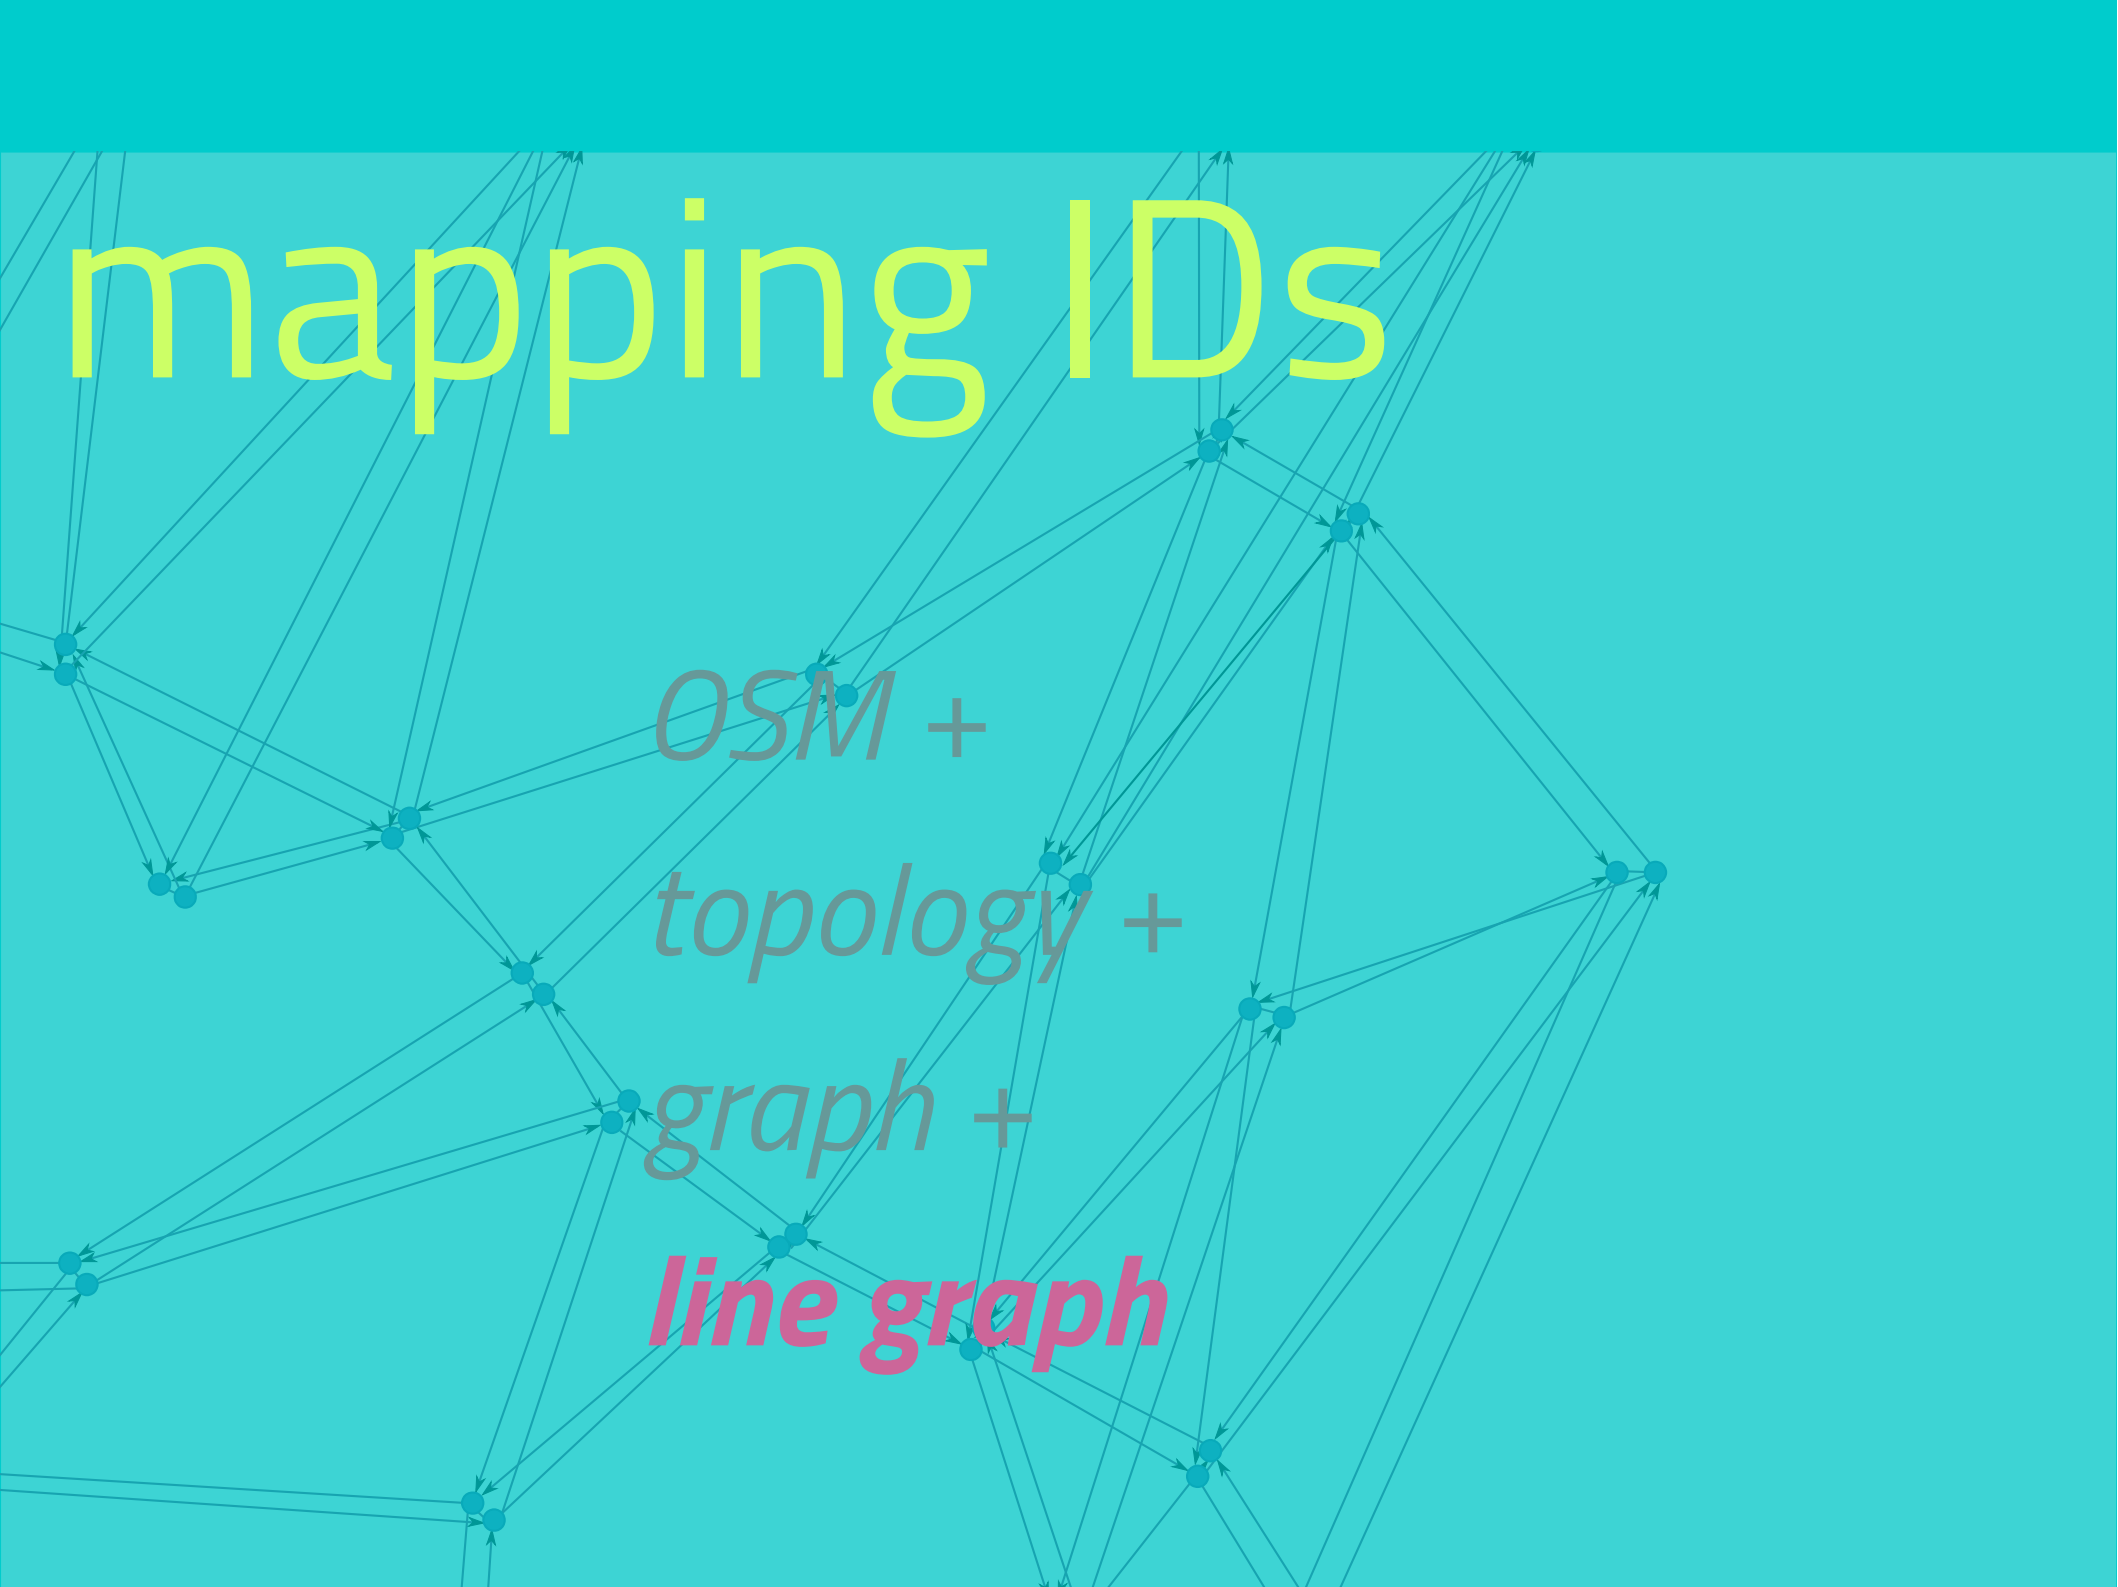 mapping IDs
OSM +
topology +
graph +
line graph